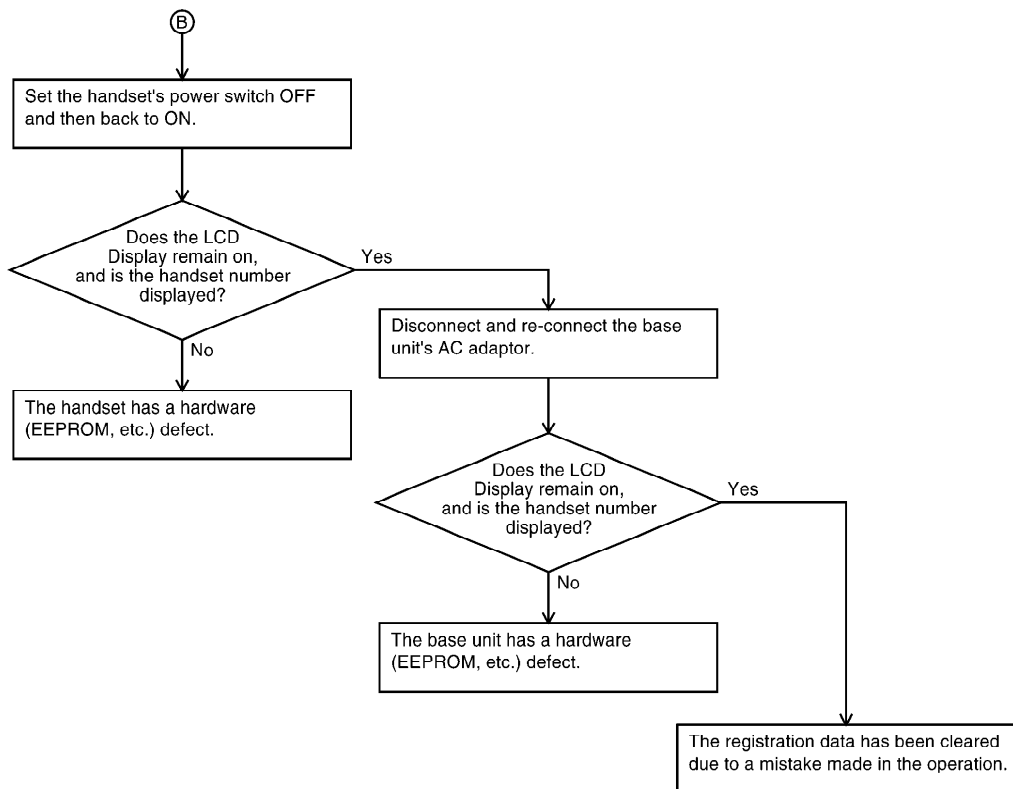 B
Set the handset's power switch OFF
and then back to ON.
Does the LCD
Display remain on,
and is the handset number
displayed?
Yes
No
The handset has a hardware
(EEPROM, etc.) defect.
Disconnect and re-connect the base
unit's AC adaptor.
Does the LCD
Display remain on,
and is the handset number
displayed?
Yes
No
The base unit has a hardware
(EEPROM, etc.) defect.
The registration data has been cleared
due to a mistake made in the operation.